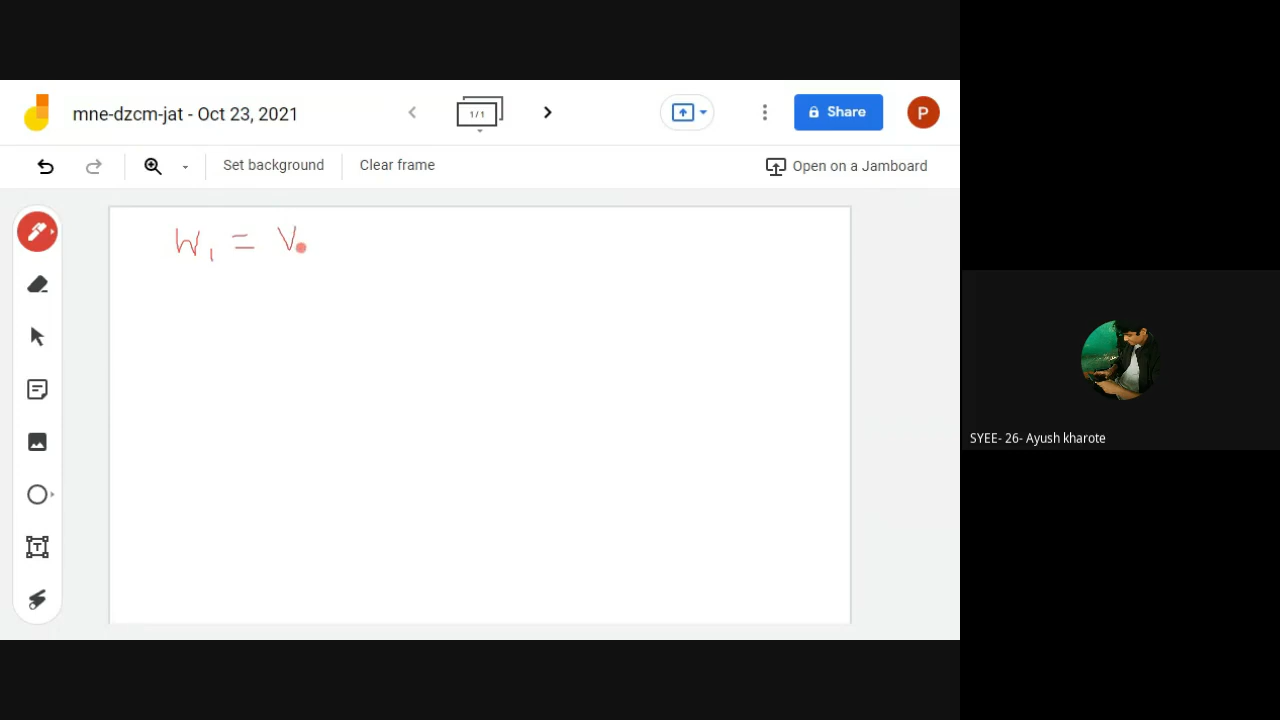 mne-dzcm-jat - Oct 23, 2021
1/1
Share
P
Set background
Clear frame
Open on a Jamboard
W₁ = V
T
SYEE- 26- Ayush kharote